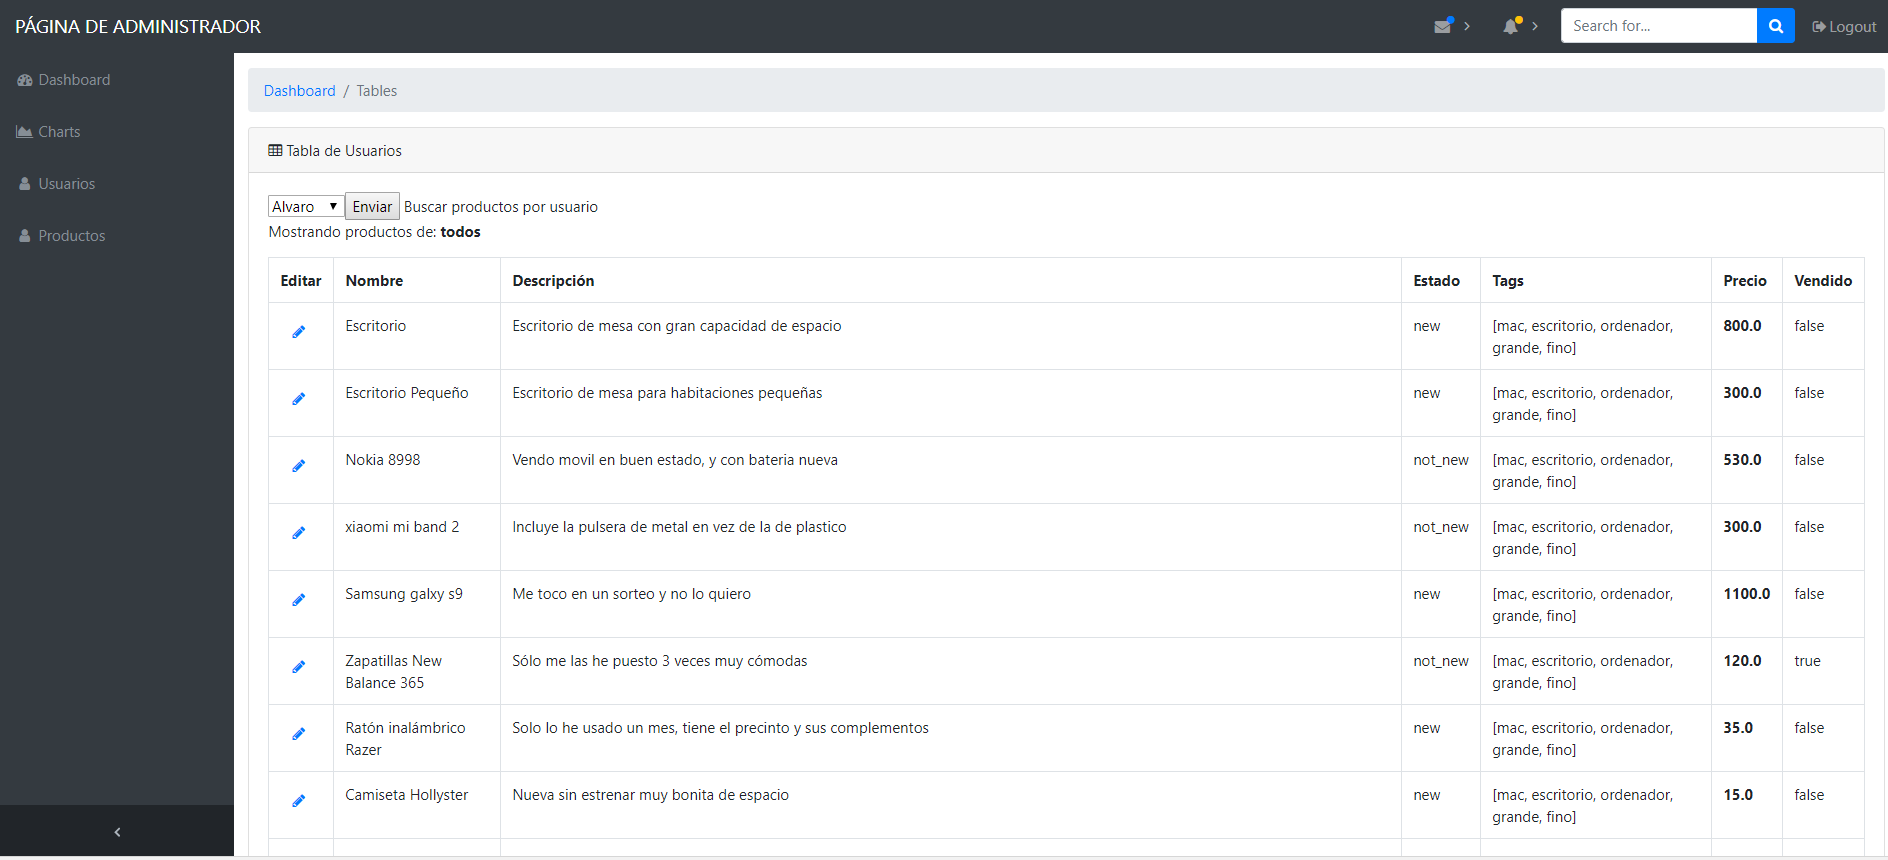 PÁGINA DE ADMINISTRADOR
Search for...
Logout
Dashboard
Charts
Usuarios
Productos
Dashboard / Tables
Tabla de Usuarios
Alvaro Enviar Buscar productos por usuario
Mostrando productos de: todos
Editar Nombre Descripción Estado Tags Precio Vendido
Escritorio Escritorio de mesa con gran capacidad de espacio new [mac, escritorio, ordenador, 800.0 false
grande, fino]
Escritorio Pequeño Escritorio de mesa para habitaciones pequeñas new [mac, escritorio, ordenador, 300.0 false
grande, fino]
Nokia 8998 Vendo movil en buen estado, y con bateria nueva not_new [mac, escritorio, ordenador, 530.0 false
grande, fino]
xiaomi mi band 2 Incluye la pulsera de metal en vez de la de plastico not_new [mac, escritorio, ordenador, 300.0 false
grande, fino]
Samsung galxy s9 Me toco en un sorteo y no lo quiero new [mac, escritorio, ordenador, 1100.0 false
grande, fino]
Zapatillas New Sólo me las he puesto 3 veces muy cómodas not_new [mac, escritorio, ordenador, 120.0 true
Balance 365 grande, fino]
Ratón inalámbrico Solo lo he usado un mes, tiene el precinto y sus complementos new [mac, escritorio, ordenador, 35.0 false
Razer grande, fino]
Camiseta Hollyster Nueva sin estrenar muy bonita de espacio new [mac, escritorio, ordenador, 15.0 false
grande, fino]